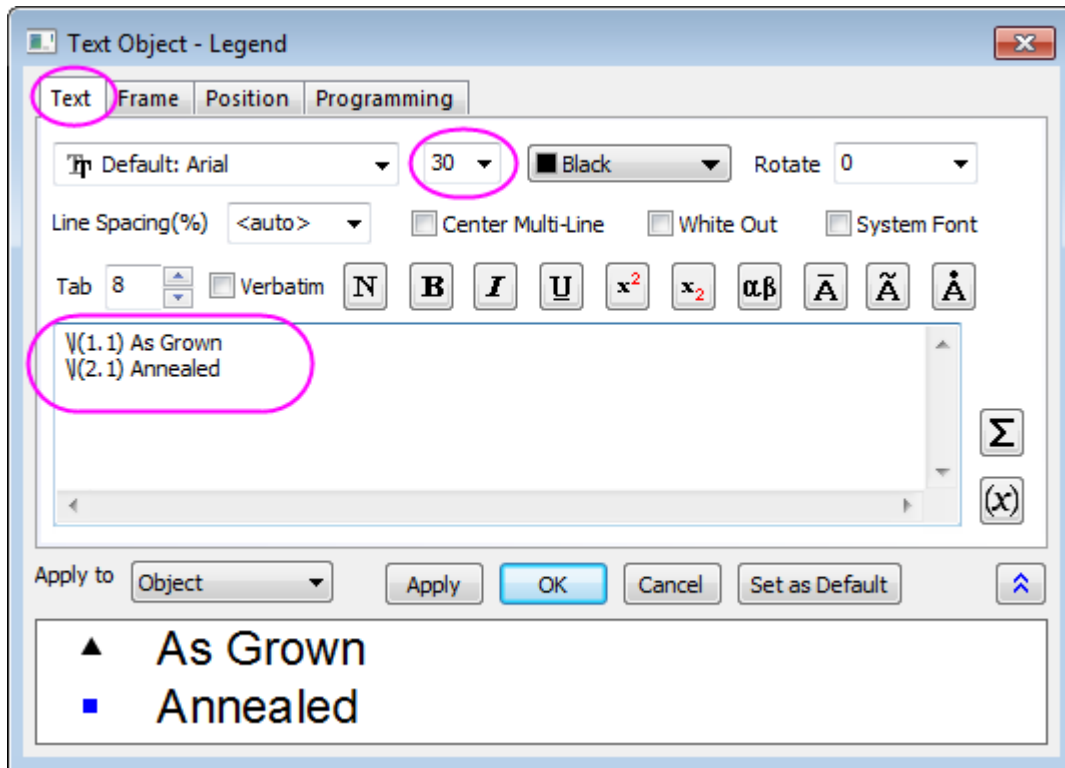 Text Object - Legend
Text Frame Position Programming
Default: Arial 30 Black Rotate 0
Line Spacing(%) <auto> Center Multi-Line White Out System Font
Tab 8 Verbatim N B I U x² x₂ αβ Ā Ã Ȧ
\l(1.1) As Grown
\l(2.1) Annealed
Σ
(x)
Apply to Object Apply OK Cancel Set as Default
As Grown
Annealed